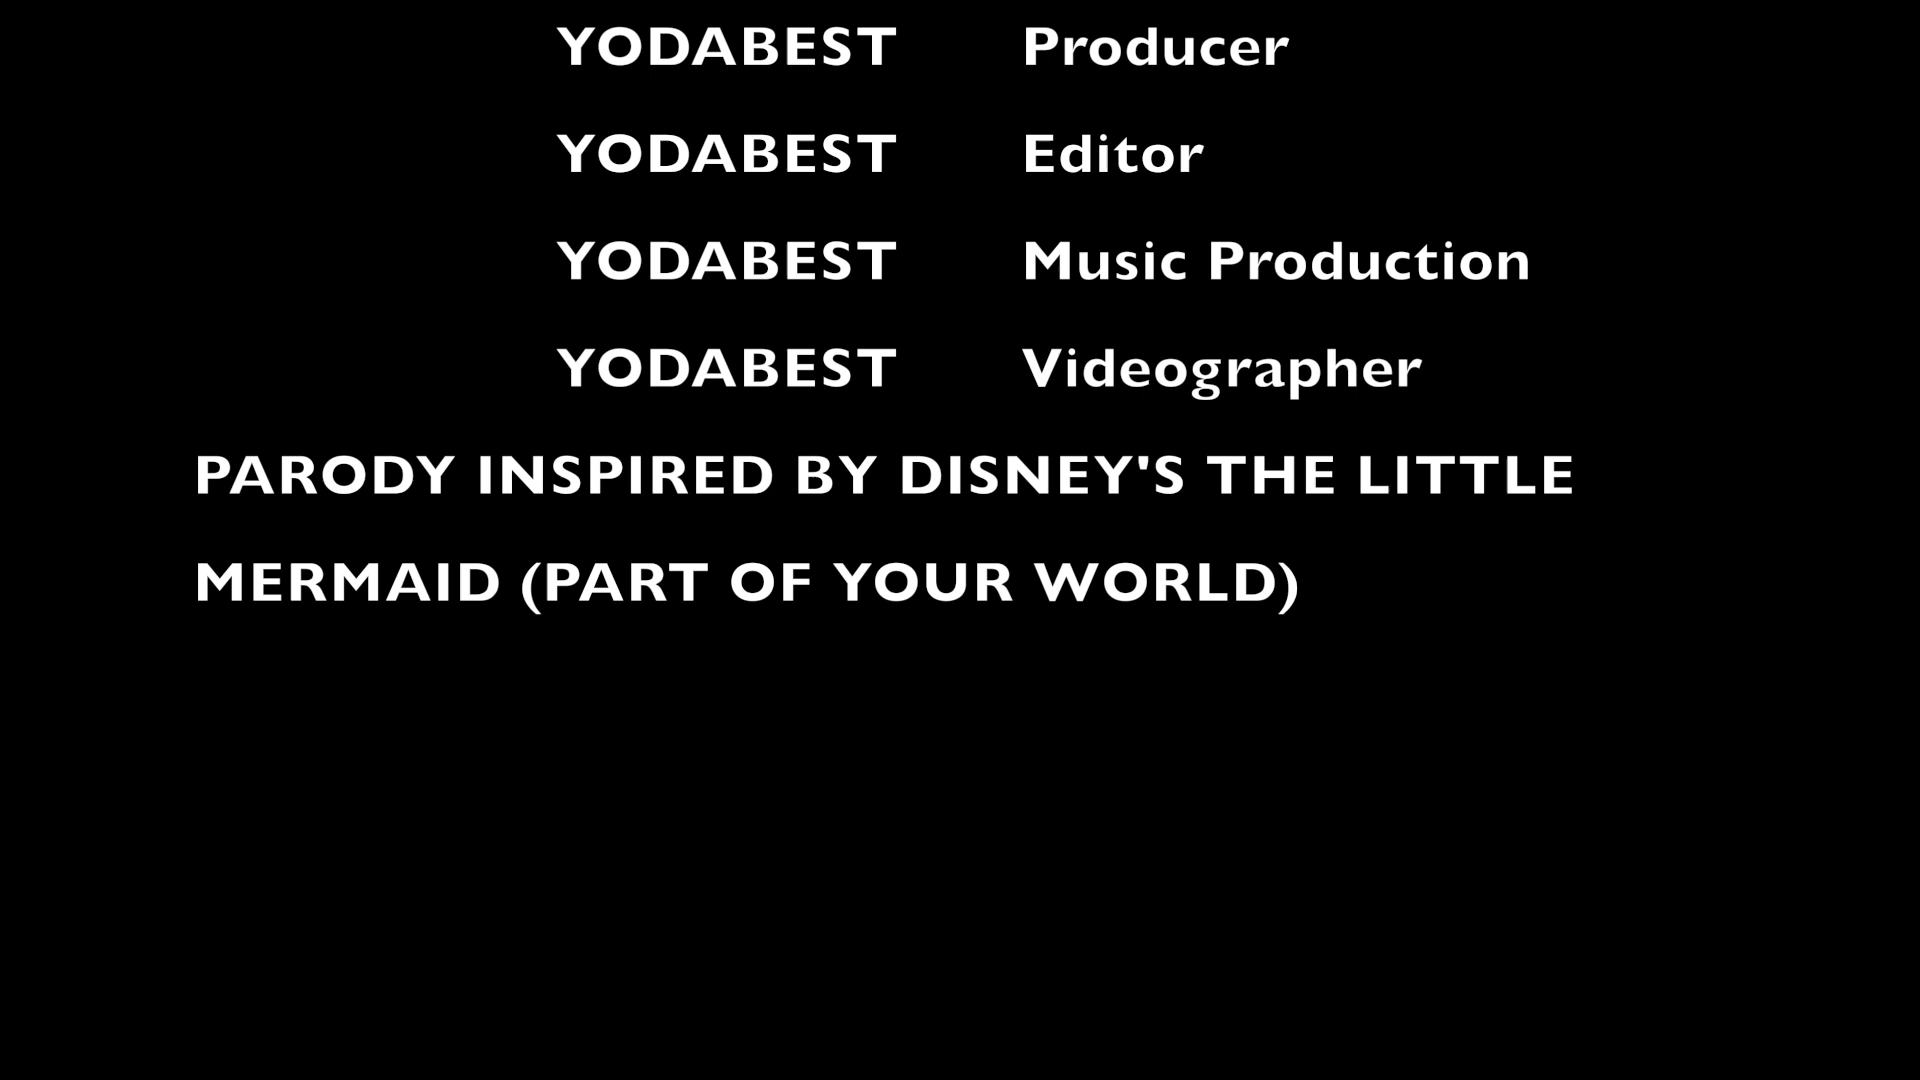 YODABEST Producer
YODABEST Editor
YODABEST Music Production
YODABEST Videographer
PARODY INSPIRED BY DISNEY'S THE LITTLE
MERMAID (PART OF YOUR WORLD)